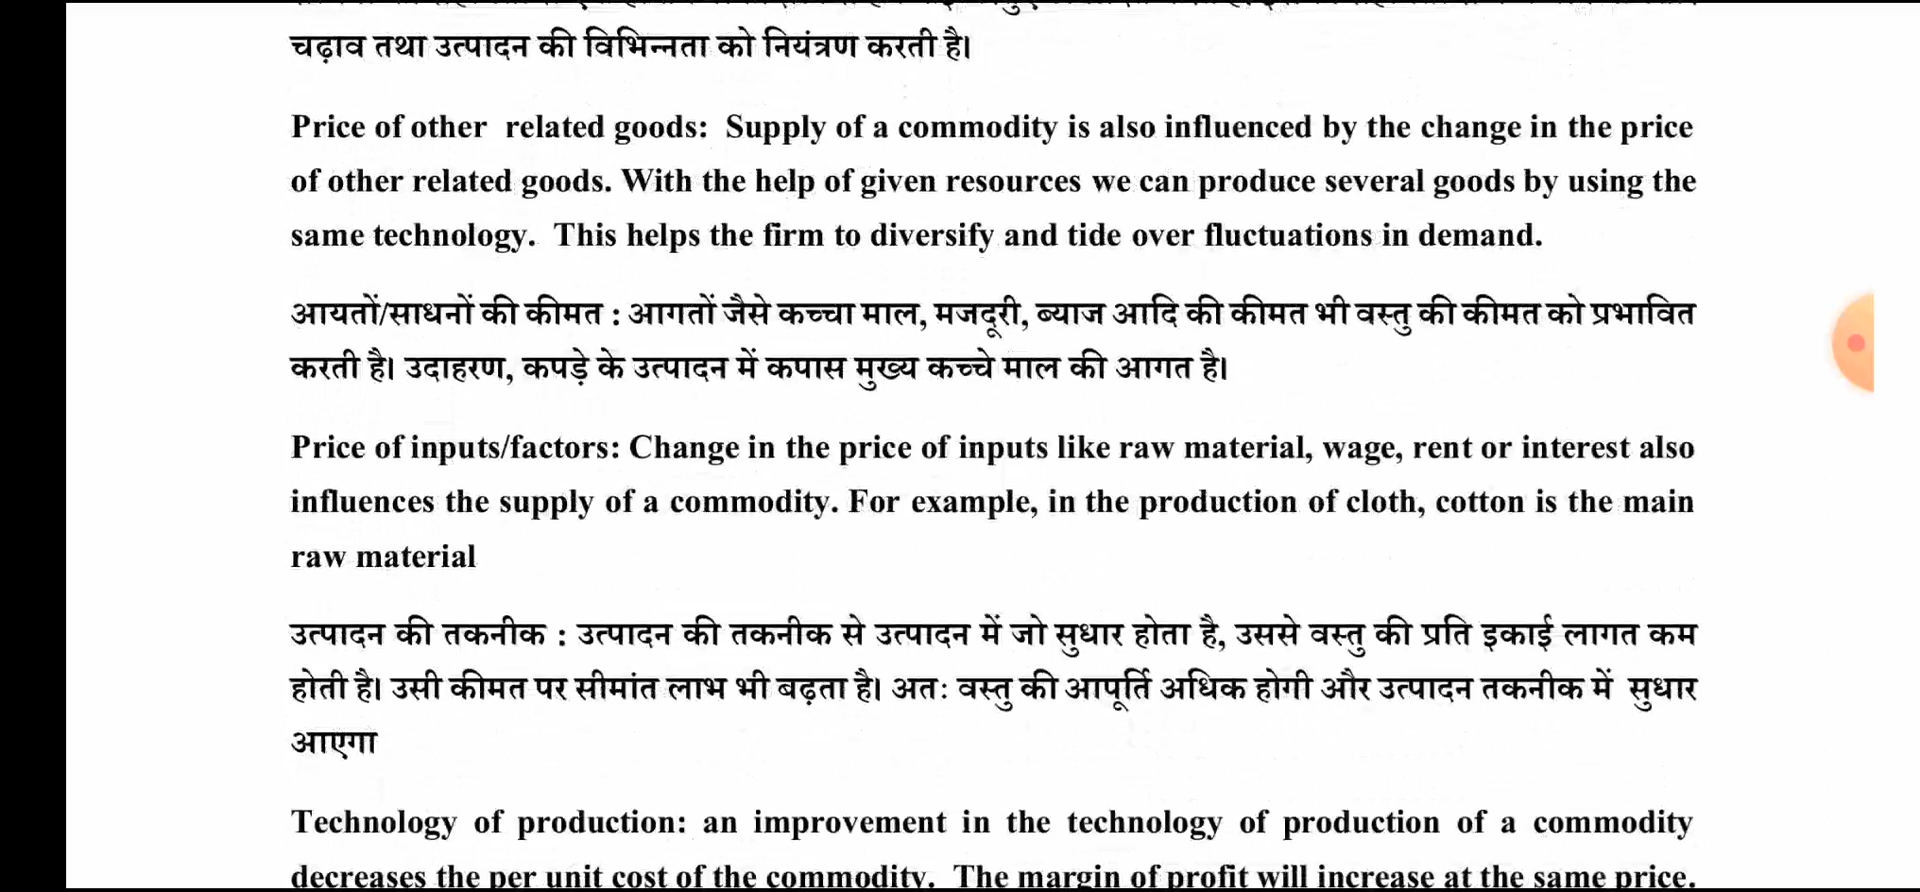 चढ़ाव तथा उत्पादन की विभिन्नता को नियंत्रण करती है।
Price of other related goods: Supply of a commodity is also influenced by the change in the price
of other related goods. With the help of given resources we can produce several goods by using the
same technology. This helps the firm to diversify and tide over fluctuations in demand.
आयतों/साधनों की कीमत : आगतों जैसे कच्चा माल, मजदूरी, ब्याज आदि की कीमत भी वस्तु की कीमत को प्रभावित
करती है। उदाहरण, कपड़े के उत्पादन में कपास मुख्य कच्चे माल की आगत है।
Price of inputs/factors: Change in the price of inputs like raw material, wage, rent or interest also
influences the supply of a commodity. For example, in the production of cloth, cotton is the main
raw material
उत्पादन की तकनीक : उत्पादन की तकनीक से उत्पादन में जो सुधार होता है, उससे वस्तु की प्रति इकाई लागत कम
होती है। उसी कीमत पर सीमांत लाभ भी बढ़ता है। अतः वस्तु की आपूर्ति अधिक होगी और उत्पादन तकनीक में सुधार
आएगा
Technology of production: an improvement in the technology of production of a commodity
decreases the per unit cost of the commodity. The margin of profit will increase at the same price.